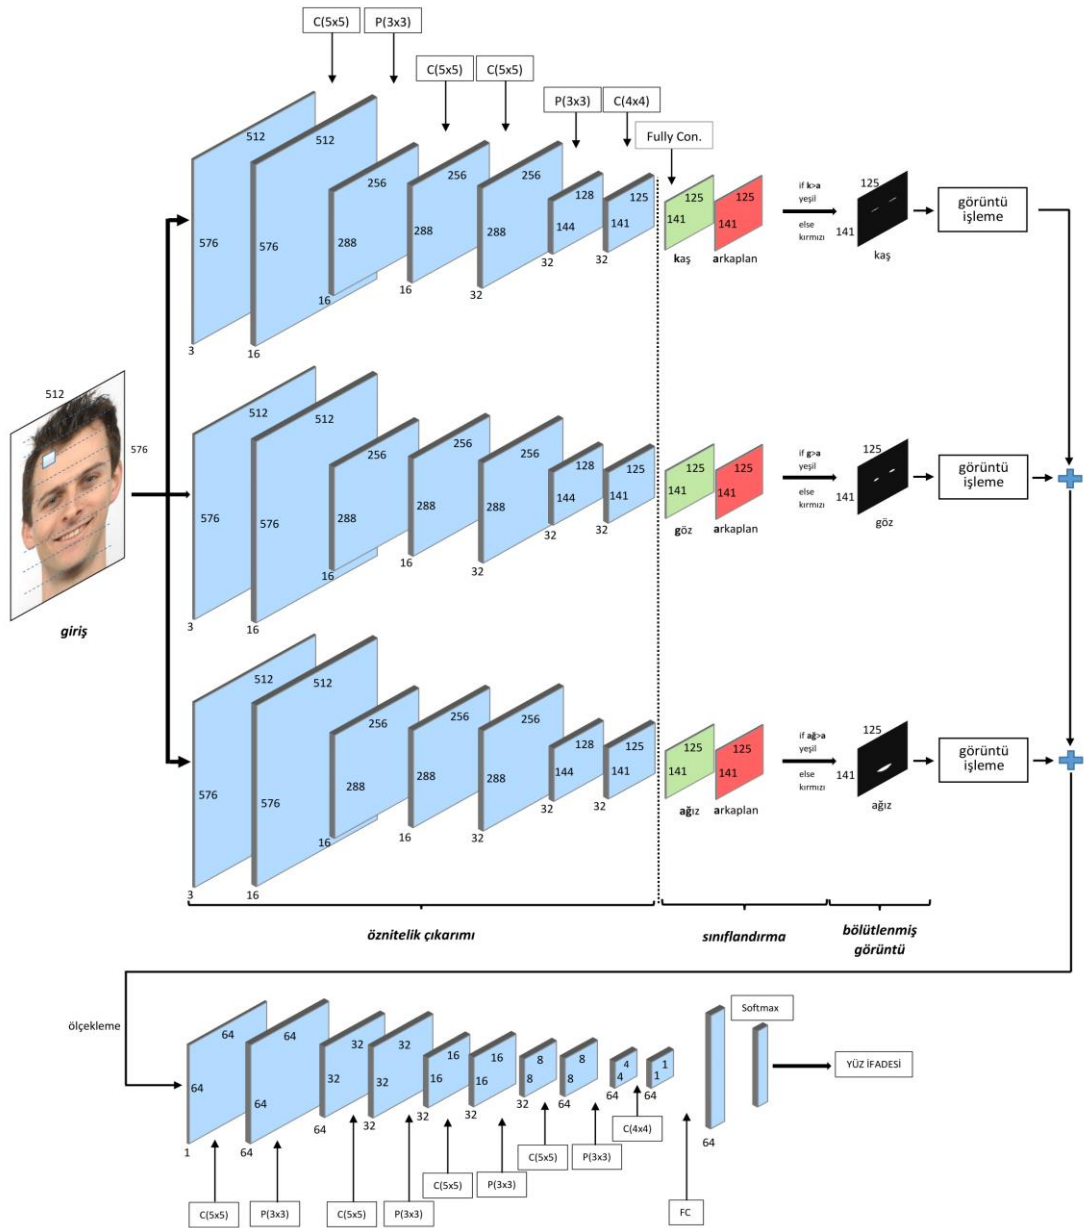 C(5x5)
P(3x3)
C(5x5)
C(5x5)
P(3x3)
C(4x4)
Fully Con.
512
576
3
512
576
16
256
288
16
256
288
16
256
288
32
128
144
32
125
141
32
125
141
kaş
125
141
arkaplan
if k>a
yeşil
else
kırmızı
125
141
kaş
görüntü
işleme
512
576
giriş
512
576
3
512
576
16
256
288
16
256
288
16
256
288
32
128
144
32
125
141
32
125
141
göz
125
141
arkaplan
if g>a
yeşil
else
kırmızı
125
141
göz
görüntü
işleme
512
576
3
512
576
16
256
288
16
256
288
16
256
288
32
128
144
32
125
141
32
125
141
ağız
125
141
arkaplan
if ağ>a
yeşil
else
kırmızı
125
141
ağız
görüntü
işleme
öznitelik çıkarımı
sınıflandırma
bölütlenmiş
görüntü
ölçekleme
64
64
1
64
64
64
32
32
64
32
32
32
16
16
32
16
16
32
8
8
32
8
8
64
4
4
64
1
1
64
64
Softmax
YÜZ İFADESİ
C(5x5)
P(3x3)
C(5x5)
P(3x3)
C(5x5)
P(3x3)
C(5x5)
P(3x3)
C(4x4)
FC